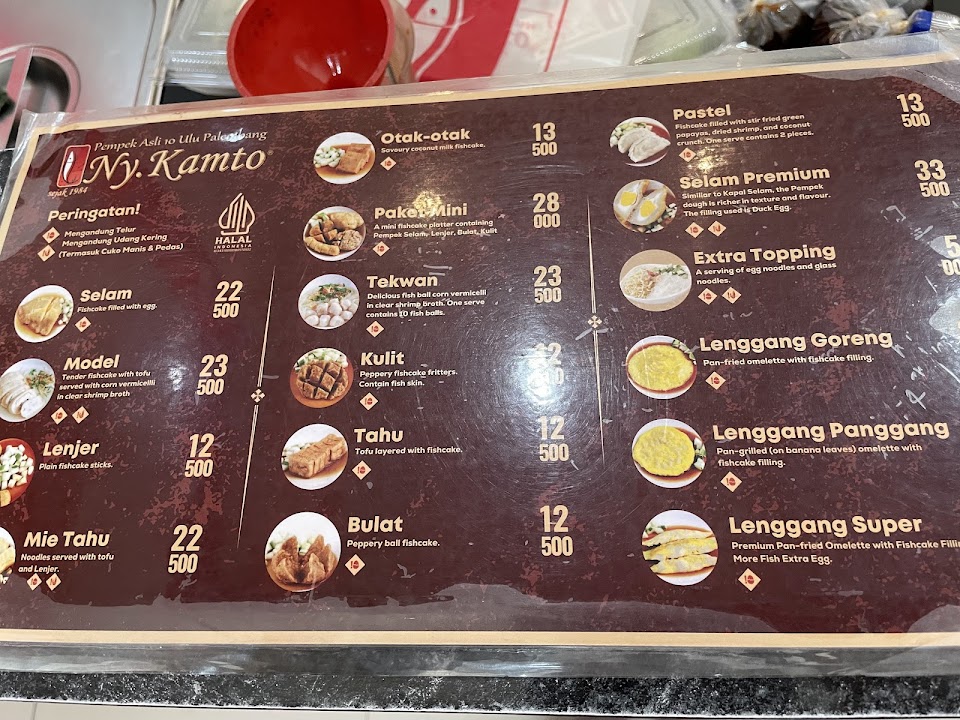 Pempek Asli 10 Ulu Palembang
Ny. Kamto®
sejak 1984
Peringatan!
Mengandung Telur
Mengandung Udang Kering
(Termasuk Cuko Manis & Pedas)
HALAL
INDONESIA
Selam
Fishcake filled with egg.
22
500
Model
Tender fishcake with tofu
served with corn vermicelli
in clear shrimp broth
23
500
Lenjer
Plain fishcake sticks.
12
500
Mie Tahu
Noodles served with tofu
and Lenjer.
22
500
Otak-otak
Savoury coconut milk fishcake.
13
500
Paket Mini
A mini fishcake platter containing
Pempek Selam, Lenjer, Bulat, Kulit
28
000
Tekwan
Delicious fish ball corn vermicelli
in clear shrimp broth. One serve
contains 10 fish balls.
23
500
Kulit
Peppery fishcake fritters.
Contain fish skin.
12
500
Tahu
Tofu layered with fishcake.
12
500
Bulat
Peppery ball fishcake.
12
500
Pastel
Fishcake filled with stir fried green
papayas, dried shrimp, and coconut
crunch. One serve contains 2 pieces.
13
500
Selam Premium
Similiar to Kapal Selam, the Pempek
dough is richer in texture and flavour.
The filling used is Duck Egg.
33
500
Extra Topping
A serving of egg noodles and glass
noodles.
5
Lenggang Goreng
Pan-fried omelette with fishcake filling.
Lenggang Panggang
Pan-grilled (on banana leaves) omelette with
fishcake filling.
Lenggang Super
Premium Pan-fried Omelette with Fishcake Fillin
More Fish Extra Egg.